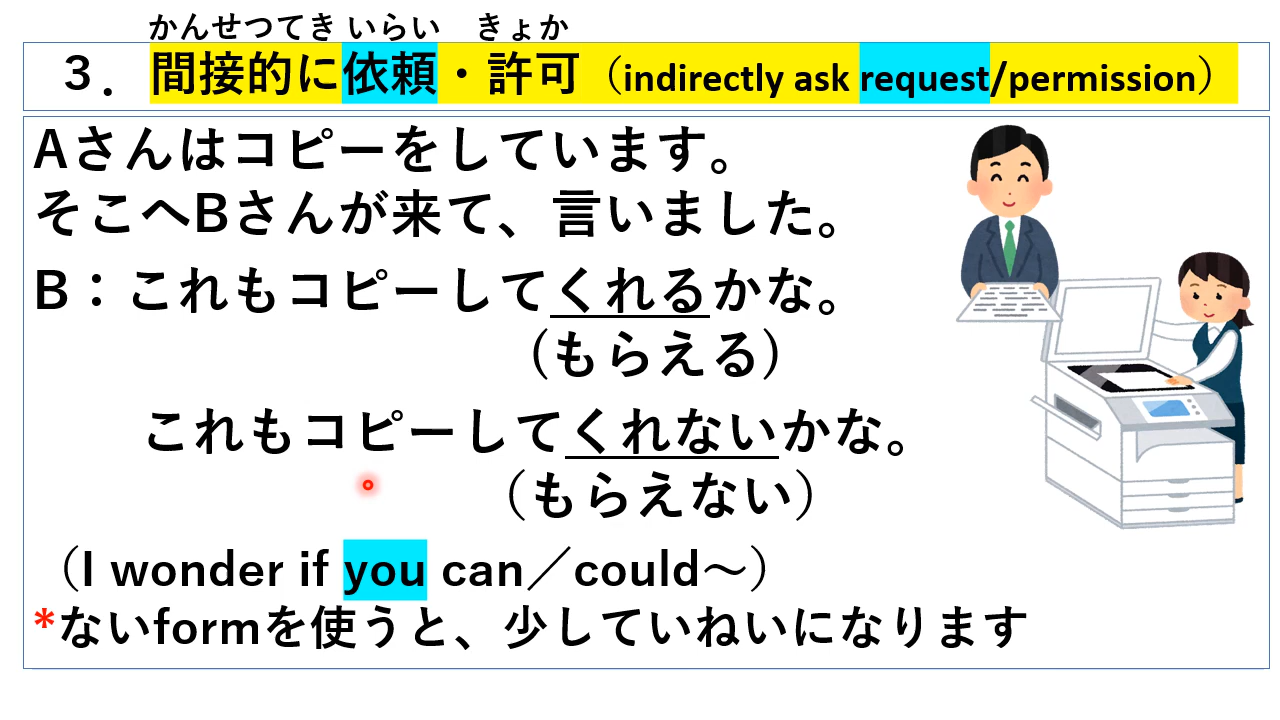 かんせつてき いらい きょか
３．間接的に依頼・許可（indirectly ask request/permission）
Aさんはコピーをしています。
そこへBさんが来て、言いました。
B：これもコピーしてくれるかな。
（もらえる）
これもコピーしてくれないかな。
（もらえない）
（I wonder if you can／could～）
*ないformを使うと、少していねいになります